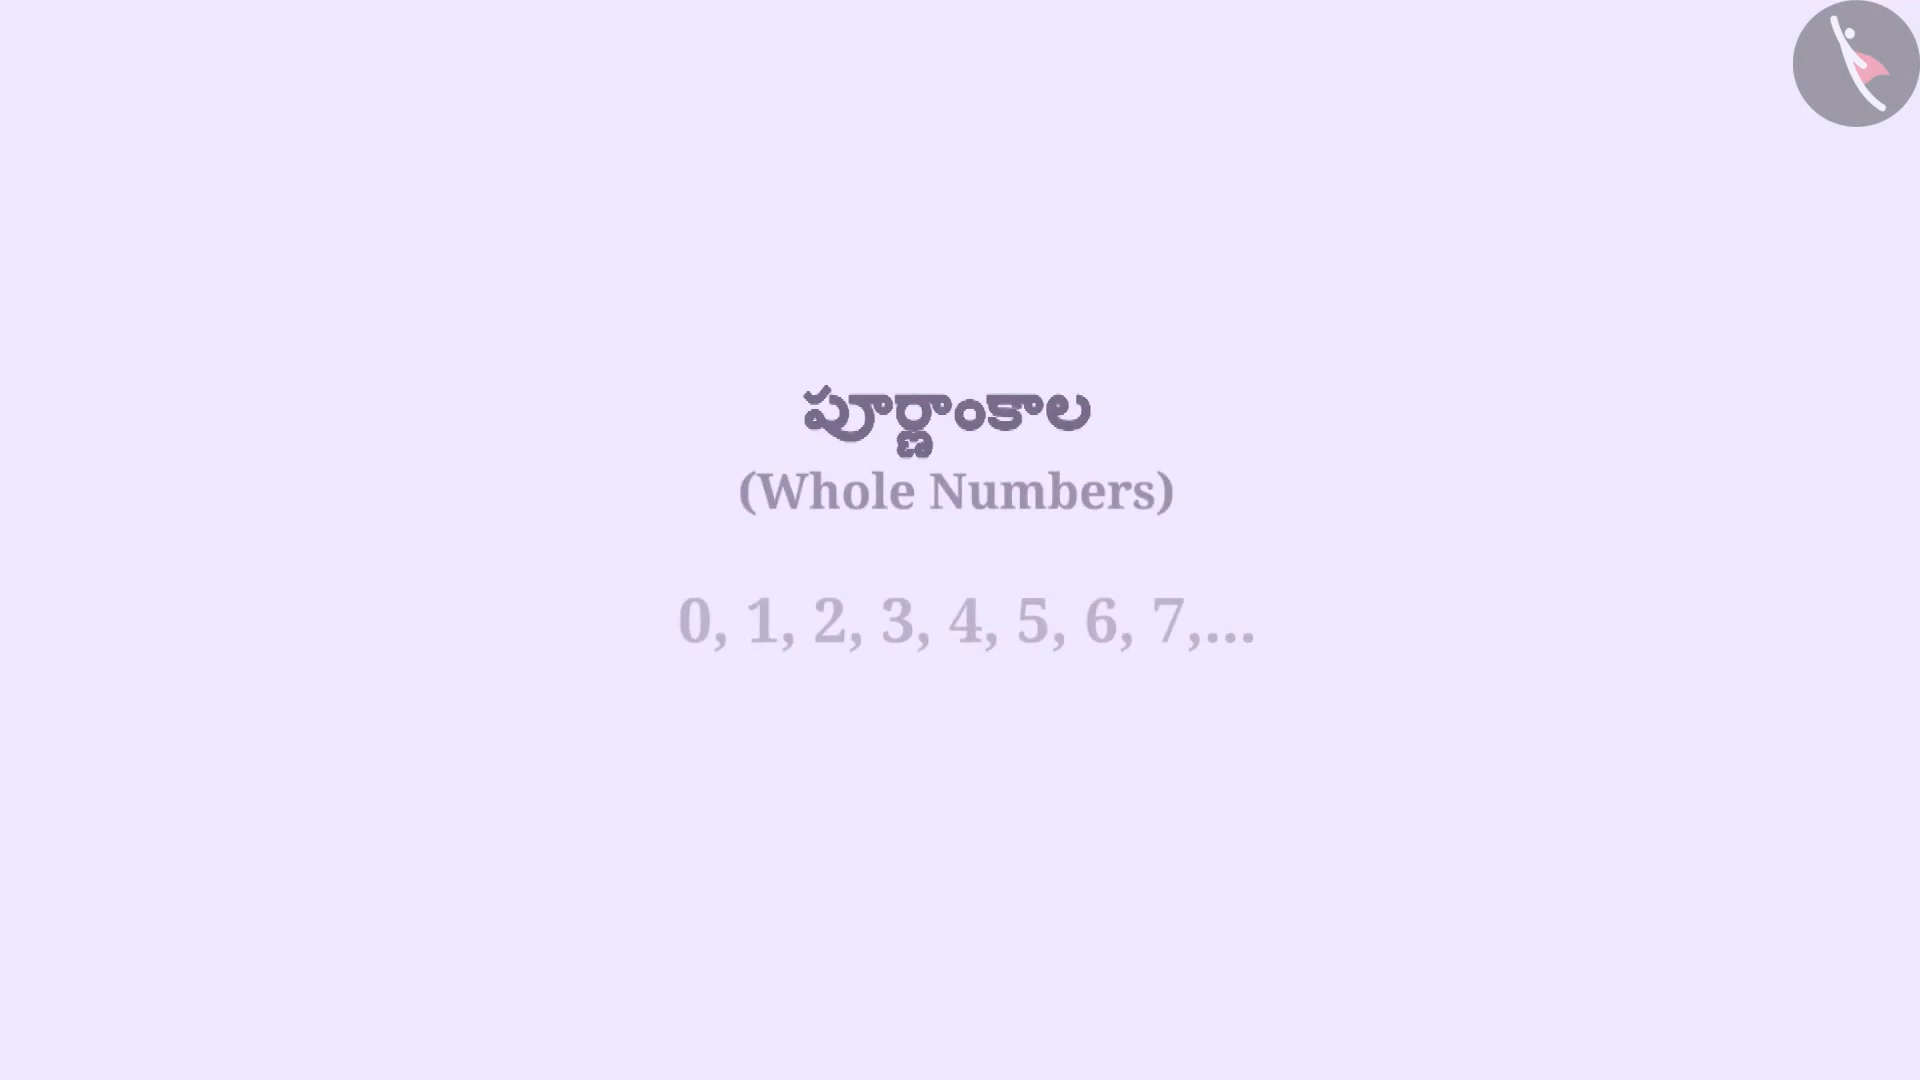 పూర్ణాంకాల
(Whole Numbers)
0, 1, 2, 3, 4, 5, 6, 7,...